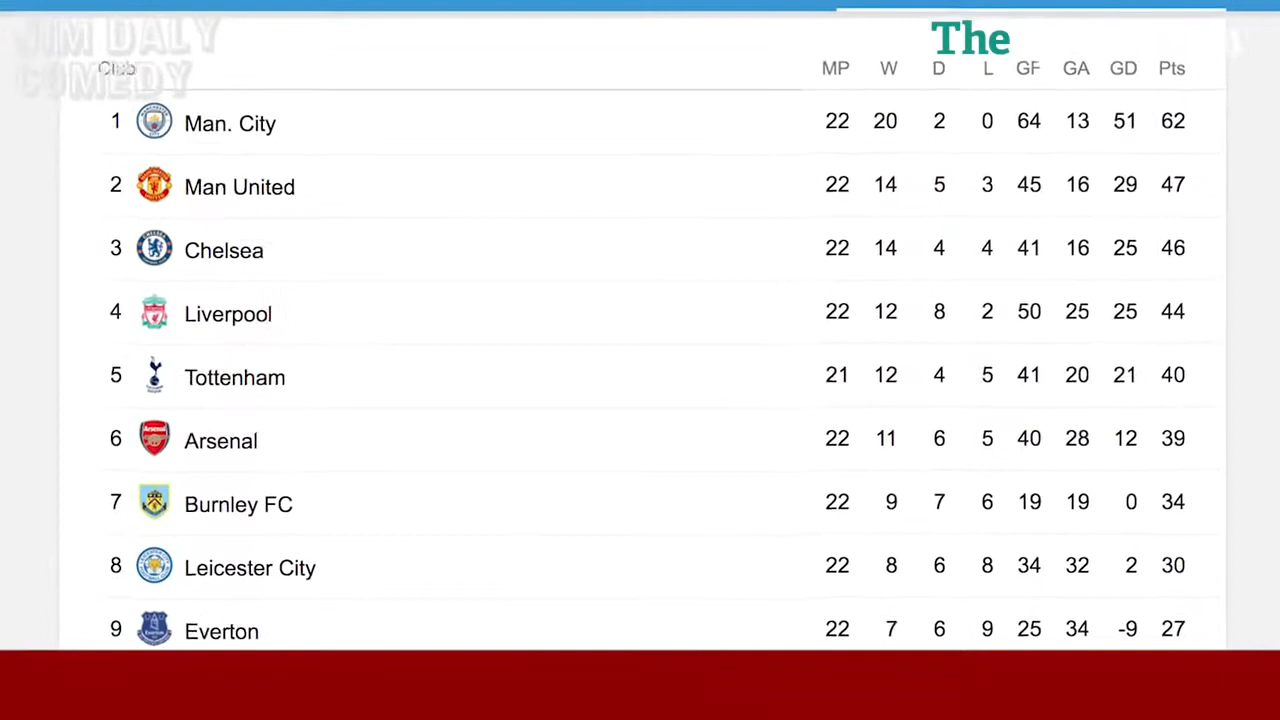 JIM DALY
COMEDY
The
Club MP W D L GF GA GD Pts
1 Man. City 22 20 2 0 64 13 51 62
2 Man United 22 14 5 3 45 16 29 47
3 Chelsea 22 14 4 4 41 16 25 46
4 Liverpool 22 12 8 2 50 25 25 44
5 Tottenham 21 12 4 5 41 20 21 40
6 Arsenal 22 11 6 5 40 28 12 39
7 Burnley FC 22 9 7 6 19 19 0 34
8 Leicester City 22 8 6 8 34 32 2 30
9 Everton 22 7 6 9 25 34 -9 27